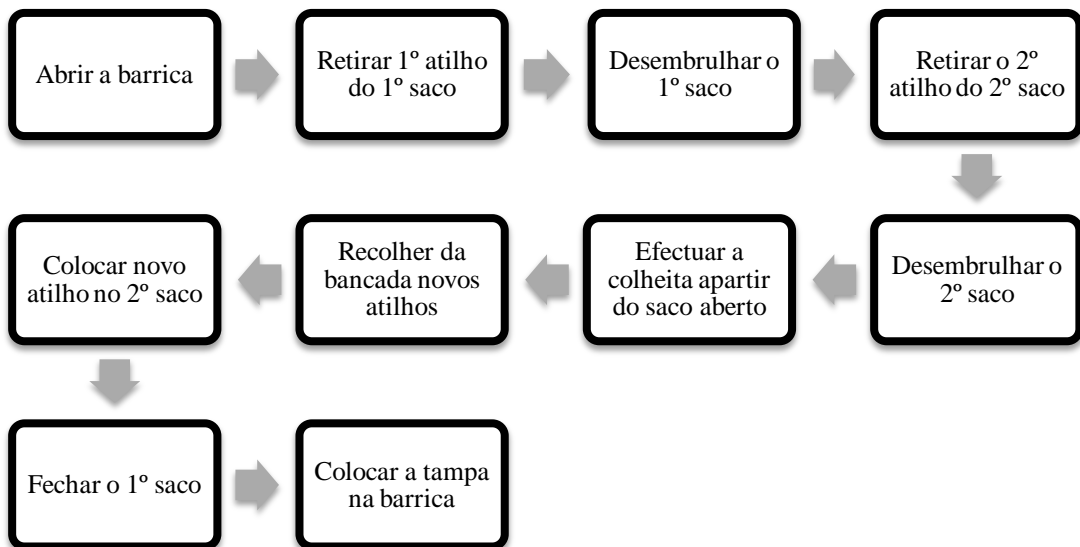 Abrir a barrica
Retirar 1º atilho
do 1º saco
Desembrulhar o
1º saco
Retirar o 2º
atilho do 2º saco
Desembrulhar o
2º saco
Efectuar a
colheita apartir
do saco aberto
Recolher da
bancada novos
atilhos
Colocar novo
atilho no 2º saco
Fechar o 1º saco
Colocar a tampa
na barrica